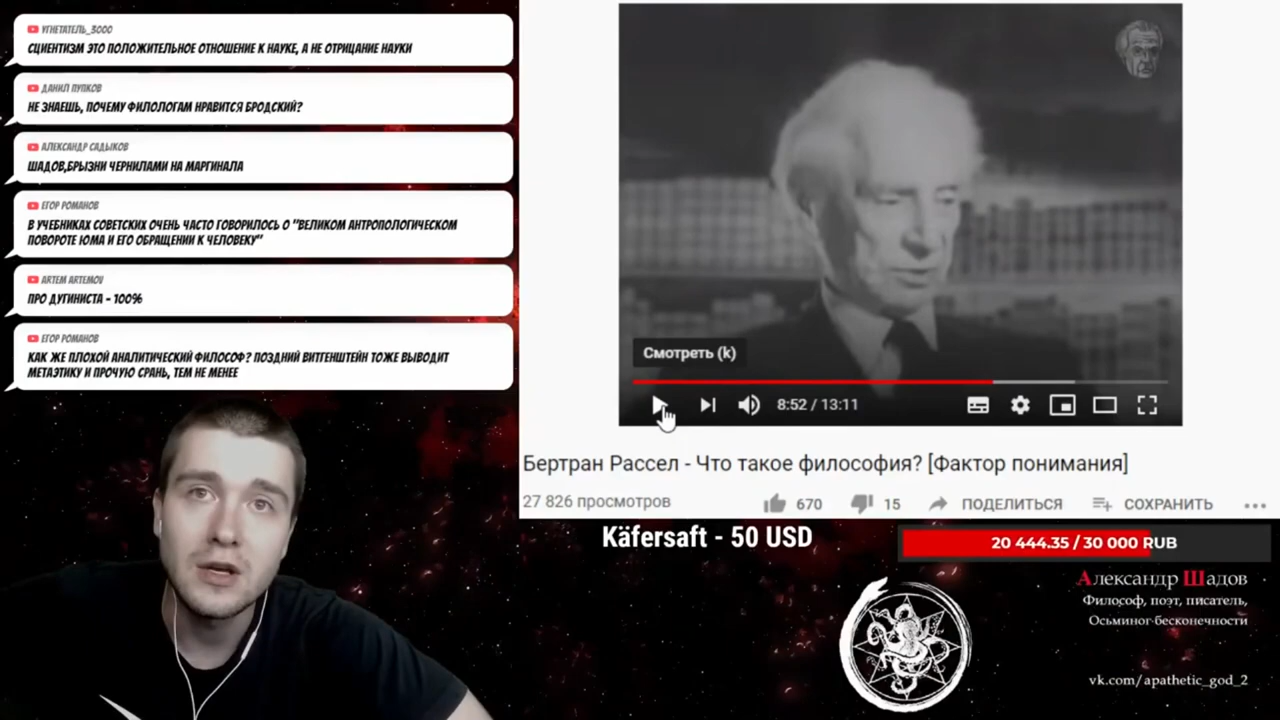 УГНЕТАТЕЛЬ_3000
СЦИЕНТИЗМ ЭТО ПОЛОЖИТЕЛЬНОЕ ОТНОШЕНИЕ К НАУКЕ, А НЕ ОТРИЦАНИЕ НАУКИ
ДАНИЛ ПУПКОВ
НЕ ЗНАЕШЬ, ПОЧЕМУ ФИЛОЛОГАМ НРАВИТСЯ БРОДСКИЙ?
АЛЕКСАНДР САДЫКОВ
ШАДОВ,БРЫЗНИ ЧЕРНИЛАМИ НА МАРГИНАЛА
ЕГОР РОМАНОВ
В УЧЕБНИКАХ СОВЕТСКИХ ОЧЕНЬ ЧАСТО ГОВОРИЛОСЬ О "ВЕЛИКОМ АНТРОПОЛОГИЧЕСКОМ
ПОВОРОТЕ ЮМА И ЕГО ОБРАЩЕНИИ К ЧЕЛОВЕКУ"
ARTEM ARTEMOV
ПРО ДУГИНИСТА - 100%
ЕГОР РОМАНОВ
КАК ЖЕ ПЛОХОЙ АНАЛИТИЧЕСКИЙ ФИЛОСОФ? ПОЗДНИЙ ВИТГЕНШТЕЙН ТОЖЕ ВЫВОДИТ
МЕТАЭТИКУ И ПРОЧУЮ СРАНЬ, ТЕМ НЕ МЕНЕЕ
Смотреть (k)
8:52 / 13:11
Бертран Рассел - Что такое философия? [Фактор понимания]
27 826 просмотров
670
15
ПОДЕЛИТЬСЯ
СОХРАНИТЬ
Käfersaft - 50 USD
20 444.35 / 30 000 RUB
Александр Шадов
Философ, поэт, писатель,
Осьминог бесконечности
vk.com/apathetic_god_2